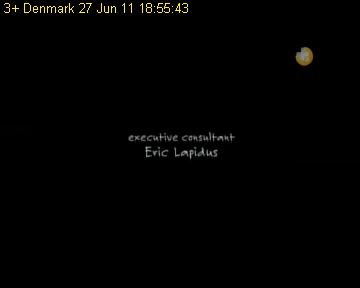 3+ Denmark 27 Jun 11 18:55:43
executive consultant
Eric Lapidus